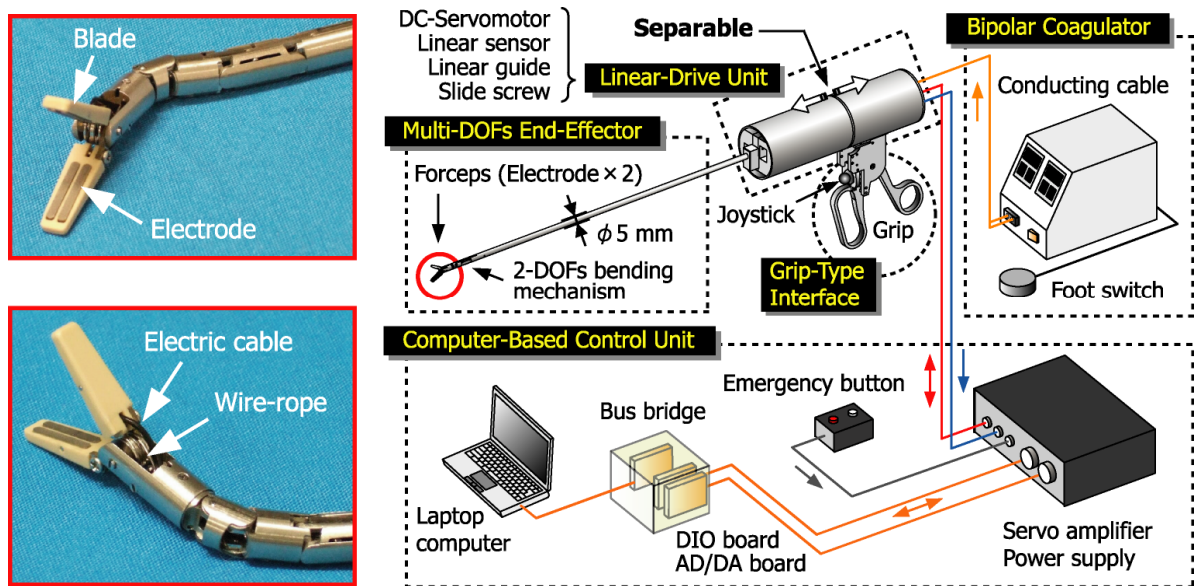 Blade
Electrode
Electric cable
Wire-rope
DC-Servomotor
Linear sensor
Linear guide
Slide screw
Separable
Linear-Drive Unit
Bipolar Coagulator
Conducting cable
Foot switch
Multi-DOFs End-Effector
Forceps (Electrode × 2)
ϕ 5 mm
2-DOFs bending
mechanism
Joystick
Grip
Grip-Type
Interface
Computer-Based Control Unit
Laptop
computer
Bus bridge
DIO board
AD/DA board
Emergency button
Servo amplifier
Power supply